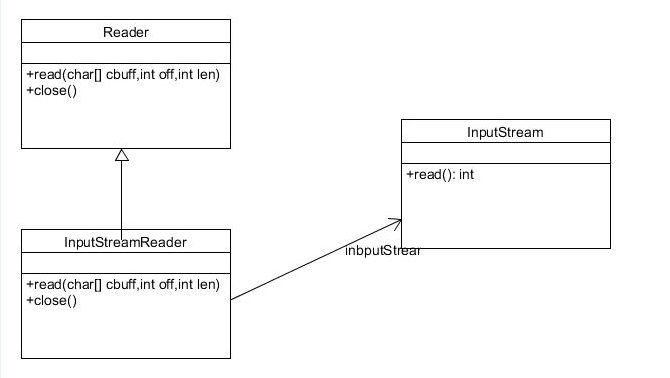 Reader
+read(char[] cbuff,int off,int len)
+close()
InputStream
+read(): int
InputStreamReader
+read(char[] cbuff,int off,int len)
+close()
inbputStrear